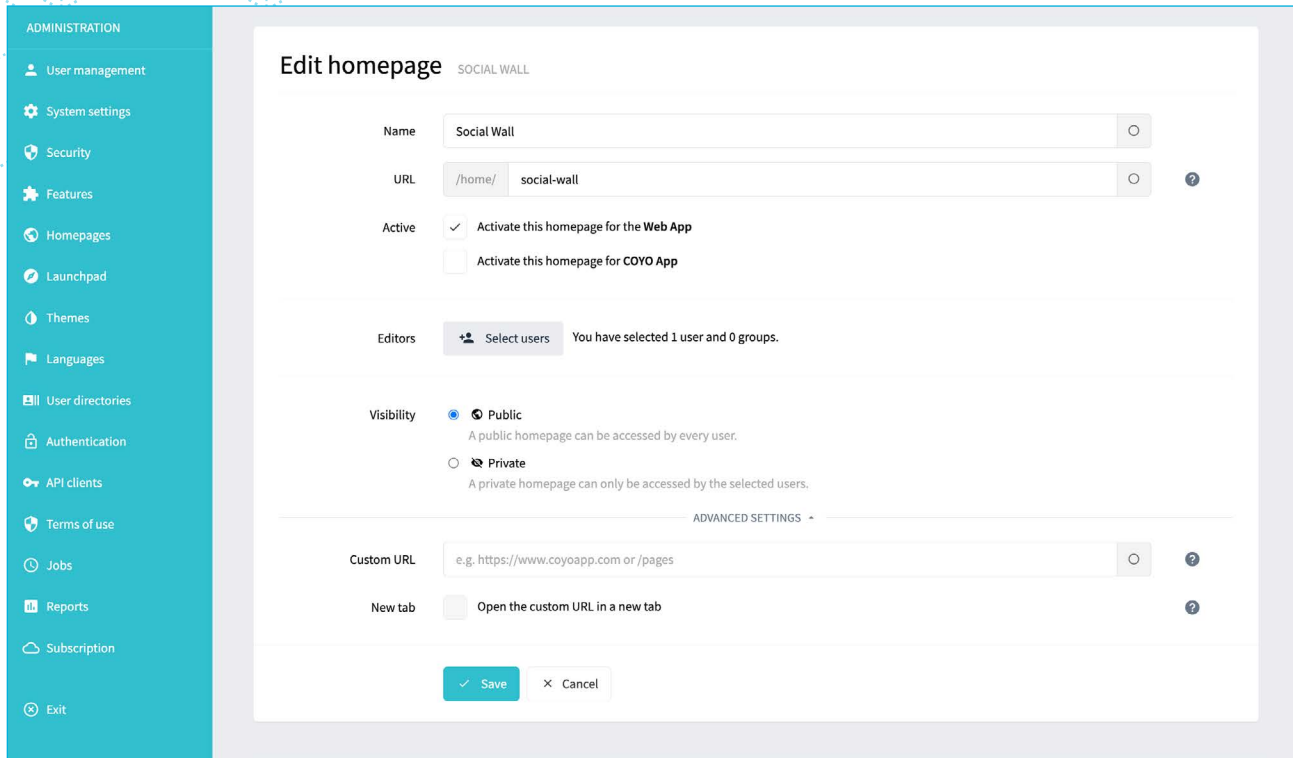 ADMINISTRATION
User management
System settings
Security
Features
Homepages
Launchpad
Themes
Languages
User directories
Authentication
API clients
Terms of use
Jobs
Reports
Subscription
Exit
Edit homepage SOCIAL WALL
Name Social Wall
URL /home/ social-wall
Active Activate this homepage for the Web App
Activate this homepage for COYO App
Editors Select users You have selected 1 user and 0 groups.
Visibility Public
A public homepage can be accessed by every user.
Private
A private homepage can only be accessed by the selected users.
ADVANCED SETTINGS
Custom URL e.g. https://www.coyoapp.com or /pages
New tab Open the custom URL in a new tab
Save Cancel